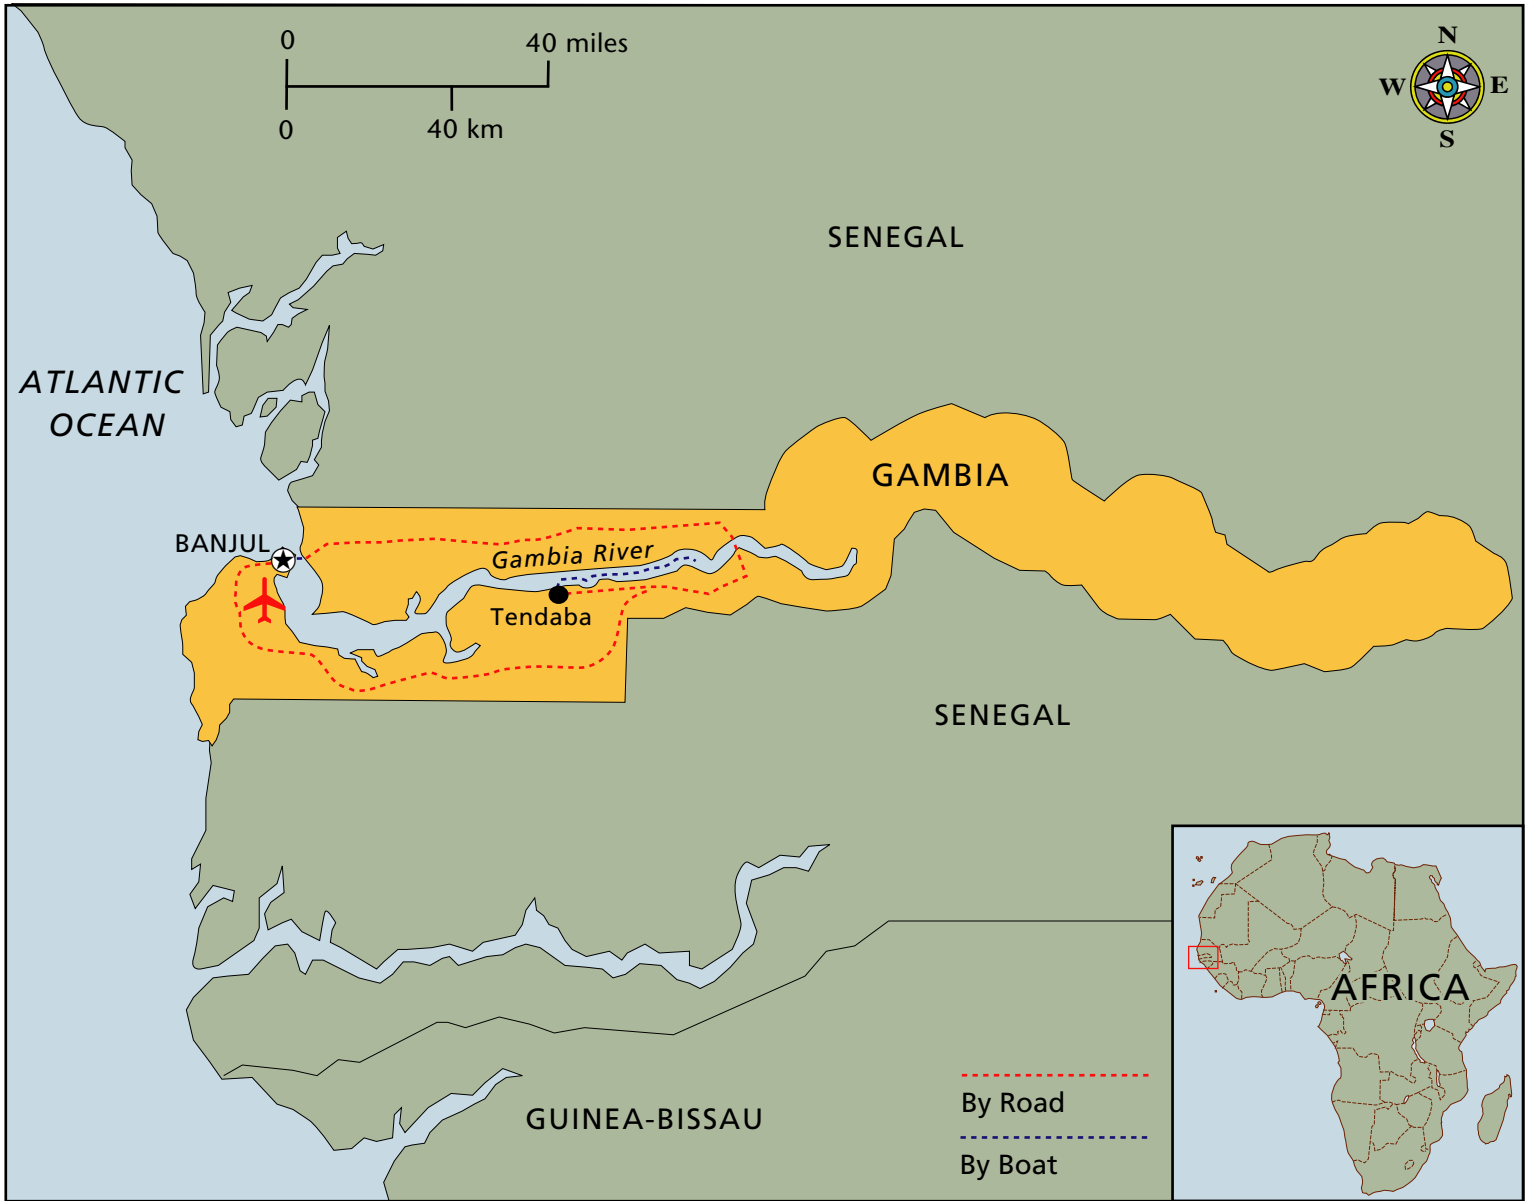 0
40 miles
0
40 km
N
W
E
S
SENEGAL
ATLANTIC
OCEAN
GAMBIA
BANJUL
Gambia River
Tendaba
SENEGAL
AFRICA
By Road
GUINEA-BISSAU
By Boat